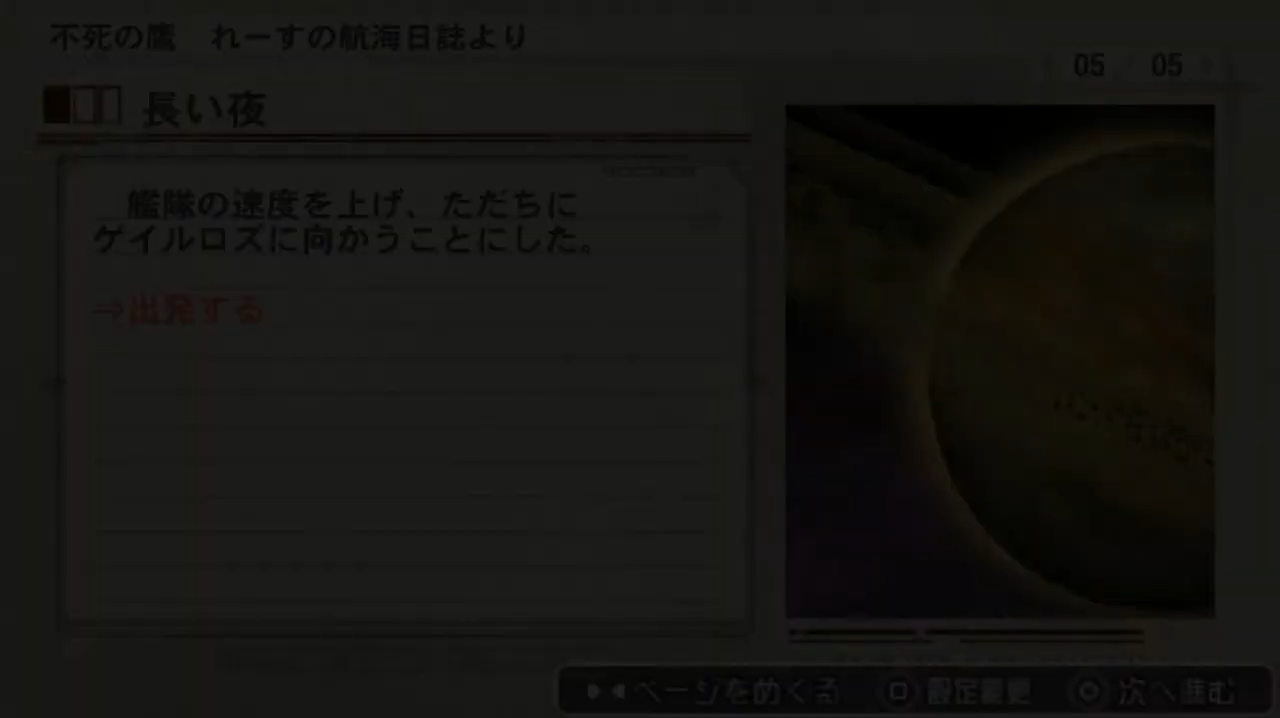 不死の鷹　れーすの航海日誌より
05 / 05
長い夜
艦隊の速度を上げ、ただちに
ゲイルロズに向かうことにした。
⇒出発する
ページをめくる　設定変更　次へ進む